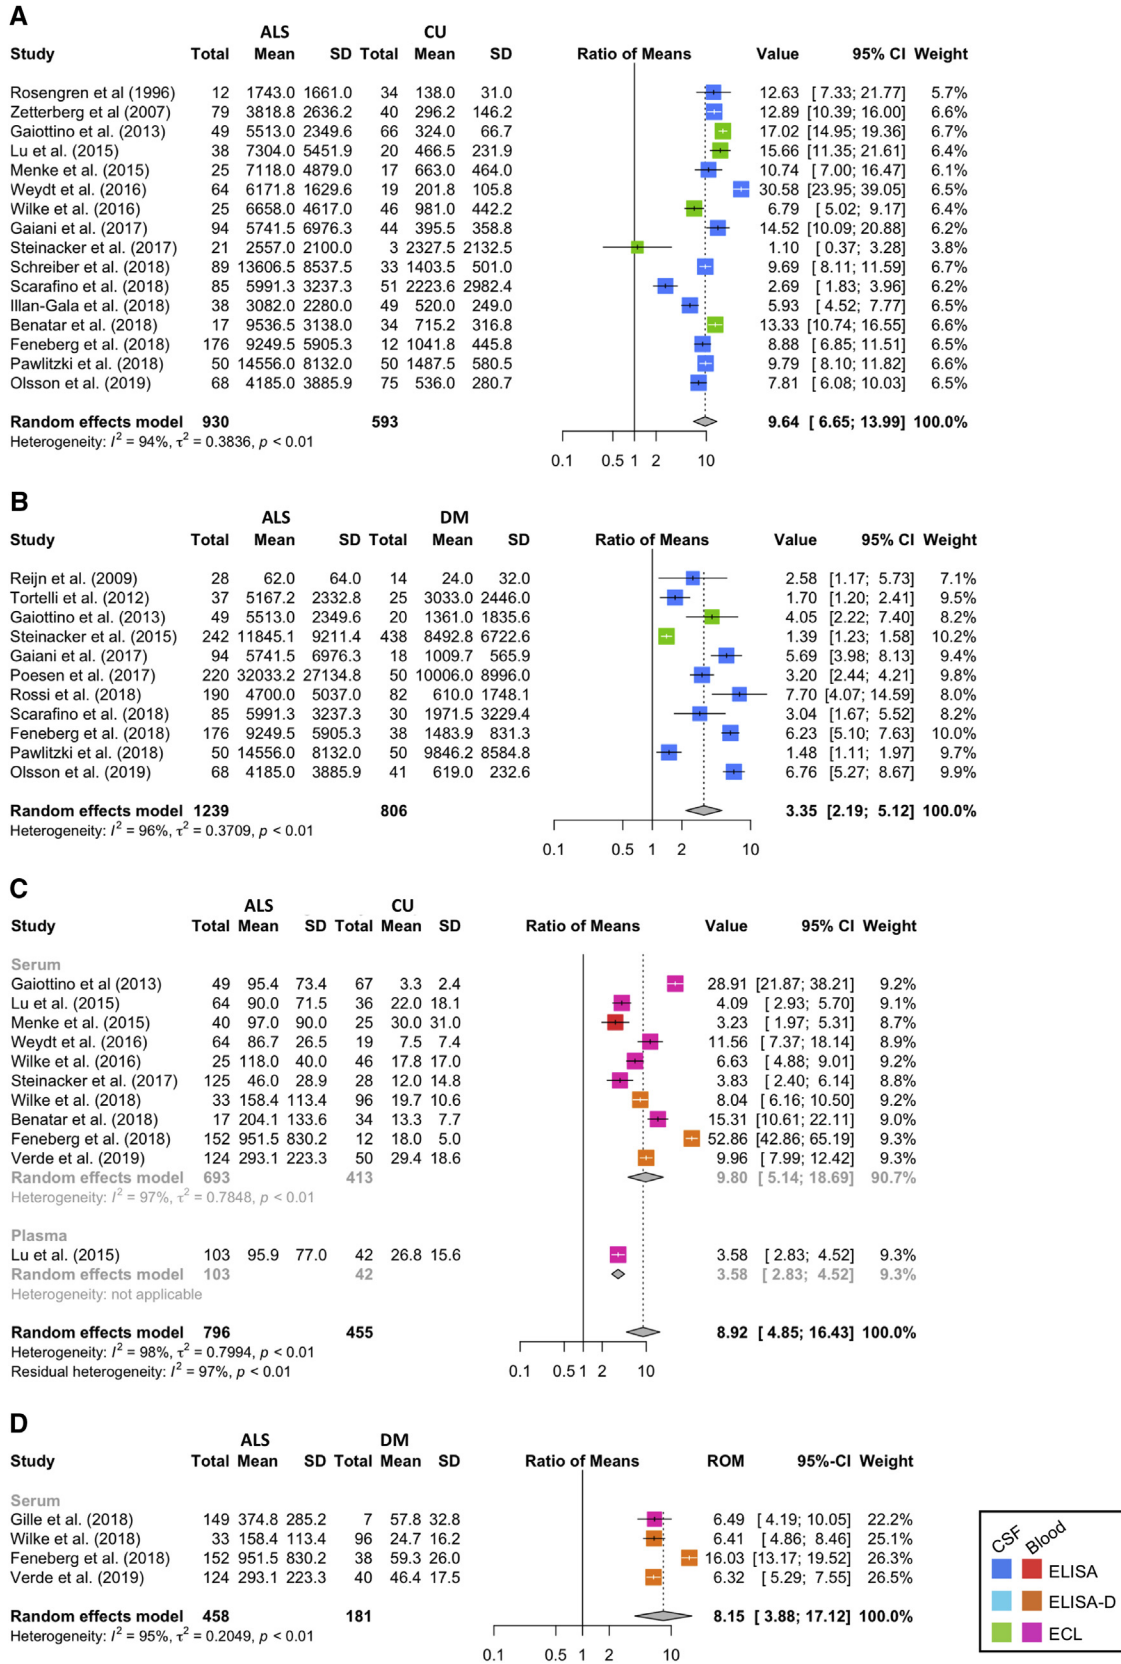 A
ALS CU
Study Total Mean SD Total Mean SD Ratio of Means Value 95% CI Weight
Rosengren et al (1996) 12 1743.0 1661.0 34 138.0 31.0 12.63 [ 7.33; 21.77] 5.7%
Zetterberg et al (2007) 79 3818.8 2636.2 40 296.2 146.2 12.89 [10.39; 16.00] 6.6%
Gaiottino et al. (2013) 49 5513.0 2349.6 66 324.0 66.7 17.02 [14.95; 19.36] 6.7%
Lu et al. (2015) 38 7304.0 5451.9 20 466.5 231.9 15.66 [11.35; 21.61] 6.4%
Menke et al. (2015) 25 7118.0 4879.0 17 663.0 464.0 10.74 [ 7.00; 16.47] 6.1%
Weydt et al. (2016) 64 6171.8 1629.6 19 201.8 105.8 30.58 [23.95; 39.05] 6.5%
Wilke et al. (2016) 25 6658.0 4617.0 46 981.0 442.2 6.79 [ 5.02; 9.17] 6.4%
Gaiani et al. (2017) 94 5741.5 6976.3 44 395.5 358.8 14.52 [10.09; 20.88] 6.2%
Steinacker et al. (2017) 21 2557.0 2100.0 3 2327.5 2132.5 1.10 [ 0.37; 3.28] 3.8%
Schreiber et al. (2018) 89 13606.5 8537.5 33 1403.5 501.0 9.69 [ 8.11; 11.59] 6.7%
Scarafino et al. (2018) 85 5991.3 3237.3 51 2223.6 2982.4 2.69 [ 1.83; 3.96] 6.2%
Illan-Gala et al. (2018) 38 3082.0 2280.0 49 520.0 249.0 5.93 [ 4.52; 7.77] 6.5%
Benatar et al. (2018) 17 9536.5 3138.0 34 715.2 316.8 13.33 [10.74; 16.55] 6.6%
Feneberg et al. (2018) 176 9249.5 5905.3 12 1041.8 445.8 8.88 [ 6.85; 11.51] 6.5%
Pawlitzki et al. (2018) 50 14556.0 8132.0 50 1487.5 580.5 9.79 [ 8.10; 11.82] 6.6%
Olsson et al. (2019) 68 4185.0 3885.9 75 536.0 280.7 7.81 [ 6.08; 10.03] 6.5%
Random effects model 930 593 9.64 [ 6.65; 13.99] 100.0%
Heterogeneity: I² = 94%, τ² = 0.3836, p < 0.01
0.1 0.5 1 2 10
B
ALS DM
Study Total Mean SD Total Mean SD Ratio of Means Value 95% CI Weight
Reijn et al. (2009) 28 62.0 64.0 14 24.0 32.0 2.58 [1.17; 5.73] 7.1%
Tortelli et al. (2012) 37 5167.2 2332.8 25 3033.0 2446.0 1.70 [1.20; 2.41] 9.5%
Gaiottino et al. (2013) 49 5513.0 2349.6 20 1361.0 1835.6 4.05 [2.22; 7.40] 8.2%
Steinacker et al. (2015) 242 11845.1 9211.4 438 8492.8 6722.6 1.39 [1.23; 1.58] 10.2%
Gaiani et al. (2017) 94 5741.5 6976.3 18 1009.7 565.9 5.69 [3.98; 8.13] 9.4%
Poesen et al. (2017) 220 32033.2 27134.8 50 10006.0 8996.0 3.20 [2.44; 4.21] 9.8%
Rossi et al. (2018) 190 4700.0 5037.0 82 610.0 1748.1 7.70 [4.07; 14.59] 8.0%
Scarafino et al. (2018) 85 5991.3 3237.3 30 1971.5 3229.4 3.04 [1.67; 5.52] 8.2%
Feneberg et al. (2018) 176 9249.5 5905.3 38 1483.9 831.3 6.23 [5.10; 7.63] 10.0%
Pawlitzki et al. (2018) 50 14556.0 8132.0 50 9846.2 8584.8 1.48 [1.11; 1.97] 9.7%
Olsson et al. (2019) 68 4185.0 3885.9 41 619.0 232.6 6.76 [5.27; 8.67] 9.9%
Random effects model 1239 806 3.35 [2.19; 5.12] 100.0%
Heterogeneity: I² = 96%, τ² = 0.3709, p < 0.01
0.1 0.5 1 2 10
C
ALS CU
Study Total Mean SD Total Mean SD Ratio of Means Value 95% CI Weight
Serum
Gaiottino et al (2013) 49 95.4 73.4 67 3.3 2.4 28.91 [21.87; 38.21] 9.2%
Lu et al. (2015) 64 90.0 71.5 36 22.0 18.1 4.09 [ 2.93; 5.70] 9.1%
Menke et al. (2015) 40 97.0 90.0 25 30.0 31.0 3.23 [ 1.97; 5.31] 8.7%
Weydt et al. (2016) 64 86.7 26.5 19 7.5 7.4 11.56 [ 7.37; 18.14] 8.9%
Wilke et al. (2016) 25 118.0 40.0 46 17.8 17.0 6.63 [ 4.88; 9.01] 9.2%
Steinacker et al. (2017) 125 46.0 28.9 28 12.0 14.8 3.83 [ 2.40; 6.14] 8.8%
Wilke et al. (2018) 33 158.4 113.4 96 19.7 10.6 8.04 [ 6.16; 10.50] 9.2%
Benatar et al. (2018) 17 204.1 133.6 34 13.3 7.7 15.31 [10.61; 22.11] 9.0%
Feneberg et al. (2018) 152 951.5 830.2 12 18.0 5.0 52.86 [42.86; 65.19] 9.3%
Verde et al. (2019) 124 293.1 223.3 50 29.4 18.6 9.96 [ 7.99; 12.42] 9.3%
Random effects model 693 413 9.80 [ 5.14; 18.69] 90.7%
Heterogeneity: I² = 97%, τ² = 0.7848, p < 0.01
Plasma
Lu et al. (2015) 103 95.9 77.0 42 26.8 15.6 3.58 [ 2.83; 4.52] 9.3%
Random effects model 103 42 3.58 [ 2.83; 4.52] 9.3%
Heterogeneity: not applicable
Random effects model 796 455 8.92 [ 4.85; 16.43] 100.0%
Heterogeneity: I² = 98%, τ² = 0.7994, p < 0.01
Residual heterogeneity: I² = 97%, p < 0.01
0.1 0.5 1 2 10
D
ALS DM
Study Total Mean SD Total Mean SD Ratio of Means ROM 95%-CI Weight
Serum
Gille et al. (2018) 149 374.8 285.2 7 57.8 32.8 6.49 [ 4.19; 10.05] 22.2%
Wilke et al. (2018) 33 158.4 113.4 96 24.7 16.2 6.41 [ 4.86; 8.46] 25.1%
Feneberg et al. (2018) 152 951.5 830.2 38 59.3 26.0 16.03 [13.17; 19.52] 26.3%
Verde et al. (2019) 124 293.1 223.3 40 46.4 17.5 6.32 [ 5.29; 7.55] 26.5%
Random effects model 458 181 8.15 [ 3.88; 17.12] 100.0%
Heterogeneity: I² = 95%, τ² = 0.2049, p < 0.01
0.1 0.5 1 2 10
CSF Blood
ELISA
ELISA-D
ECL